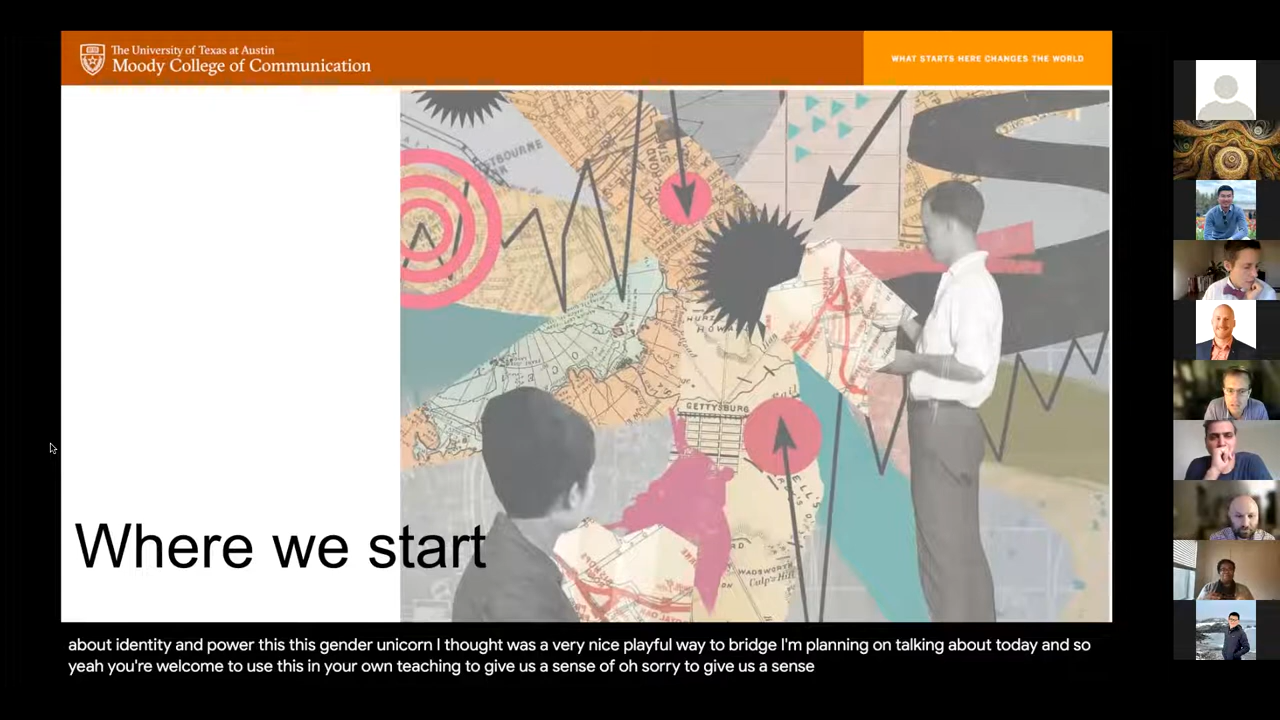 The University of Texas at Austin
Moody College of Communication
WHAT STARTS HERE CHANGES THE WORLD
GETTYSBURG
WADSWORTH
Culp's Hill
Where we start
about identity and power this this gender unicorn I thought was a very nice playful way to bridge I'm planning on talking about today and so
yeah you're welcome to use this in your own teaching to give us a sense of oh sorry to give us a sense